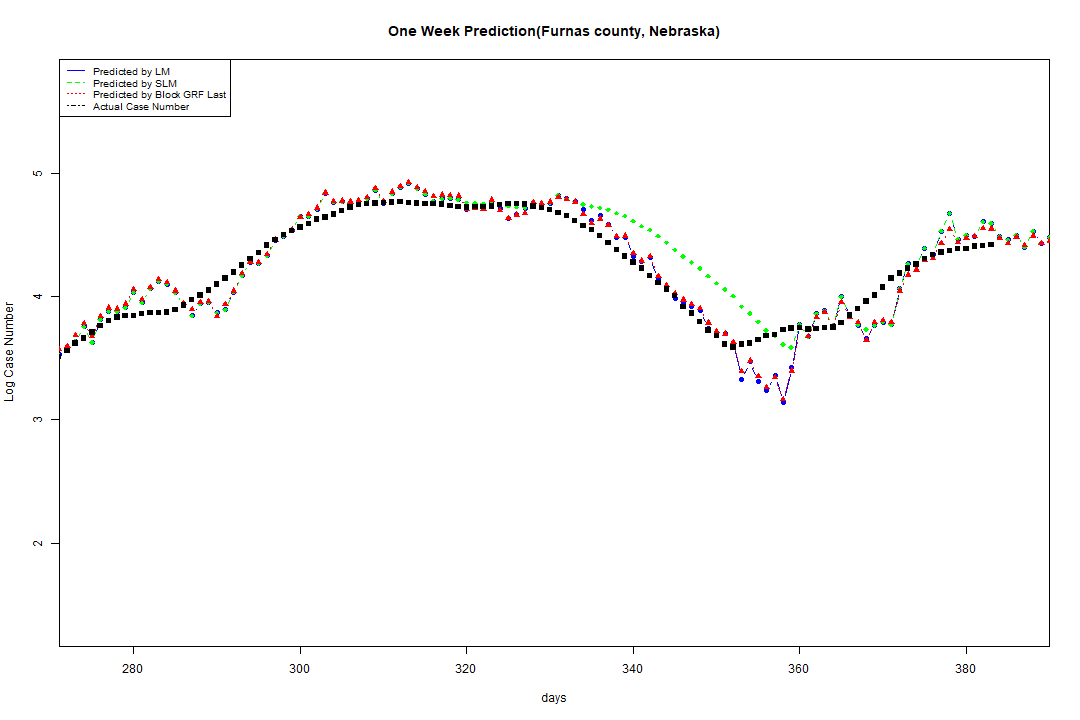 One Week Prediction(Furnas county, Nebraska)
Predicted by LM
Predicted by SLM
Predicted by Block GRF Last
Actual Case Number
5
4
3
2
Log Case Number
280 300 320 340 360 380
days